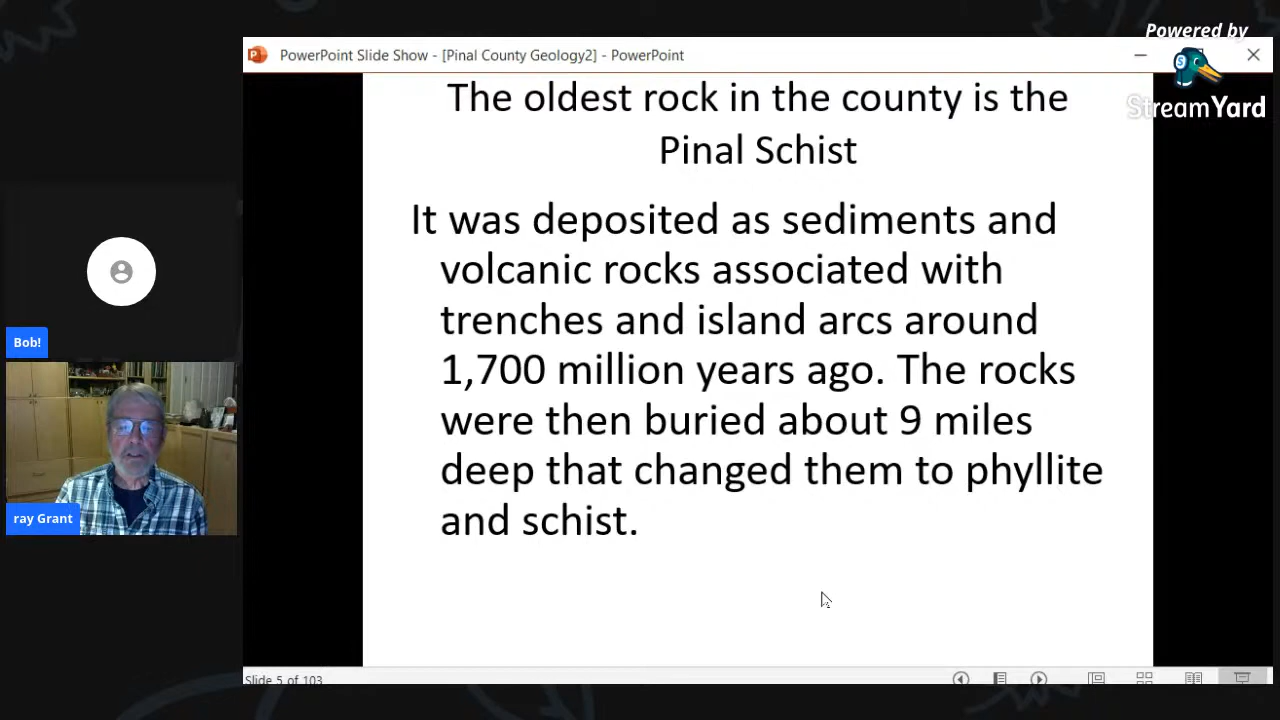 Powered by
StreamYard
PowerPoint Slide Show - [Pinal County Geology2] - PowerPoint
The oldest rock in the county is the
Pinal Schist
It was deposited as sediments and
volcanic rocks associated with
trenches and island arcs around
1,700 million years ago. The rocks
were then buried about 9 miles
deep that changed them to phyllite
and schist.
Bob!
ray Grant
Slide 5 of 103